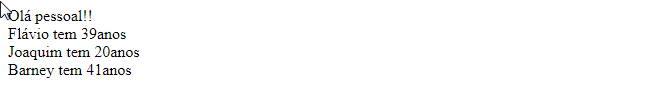 Olá pessoal!!
Flávio tem 39anos
Joaquim tem 20anos
Barney tem 41anos